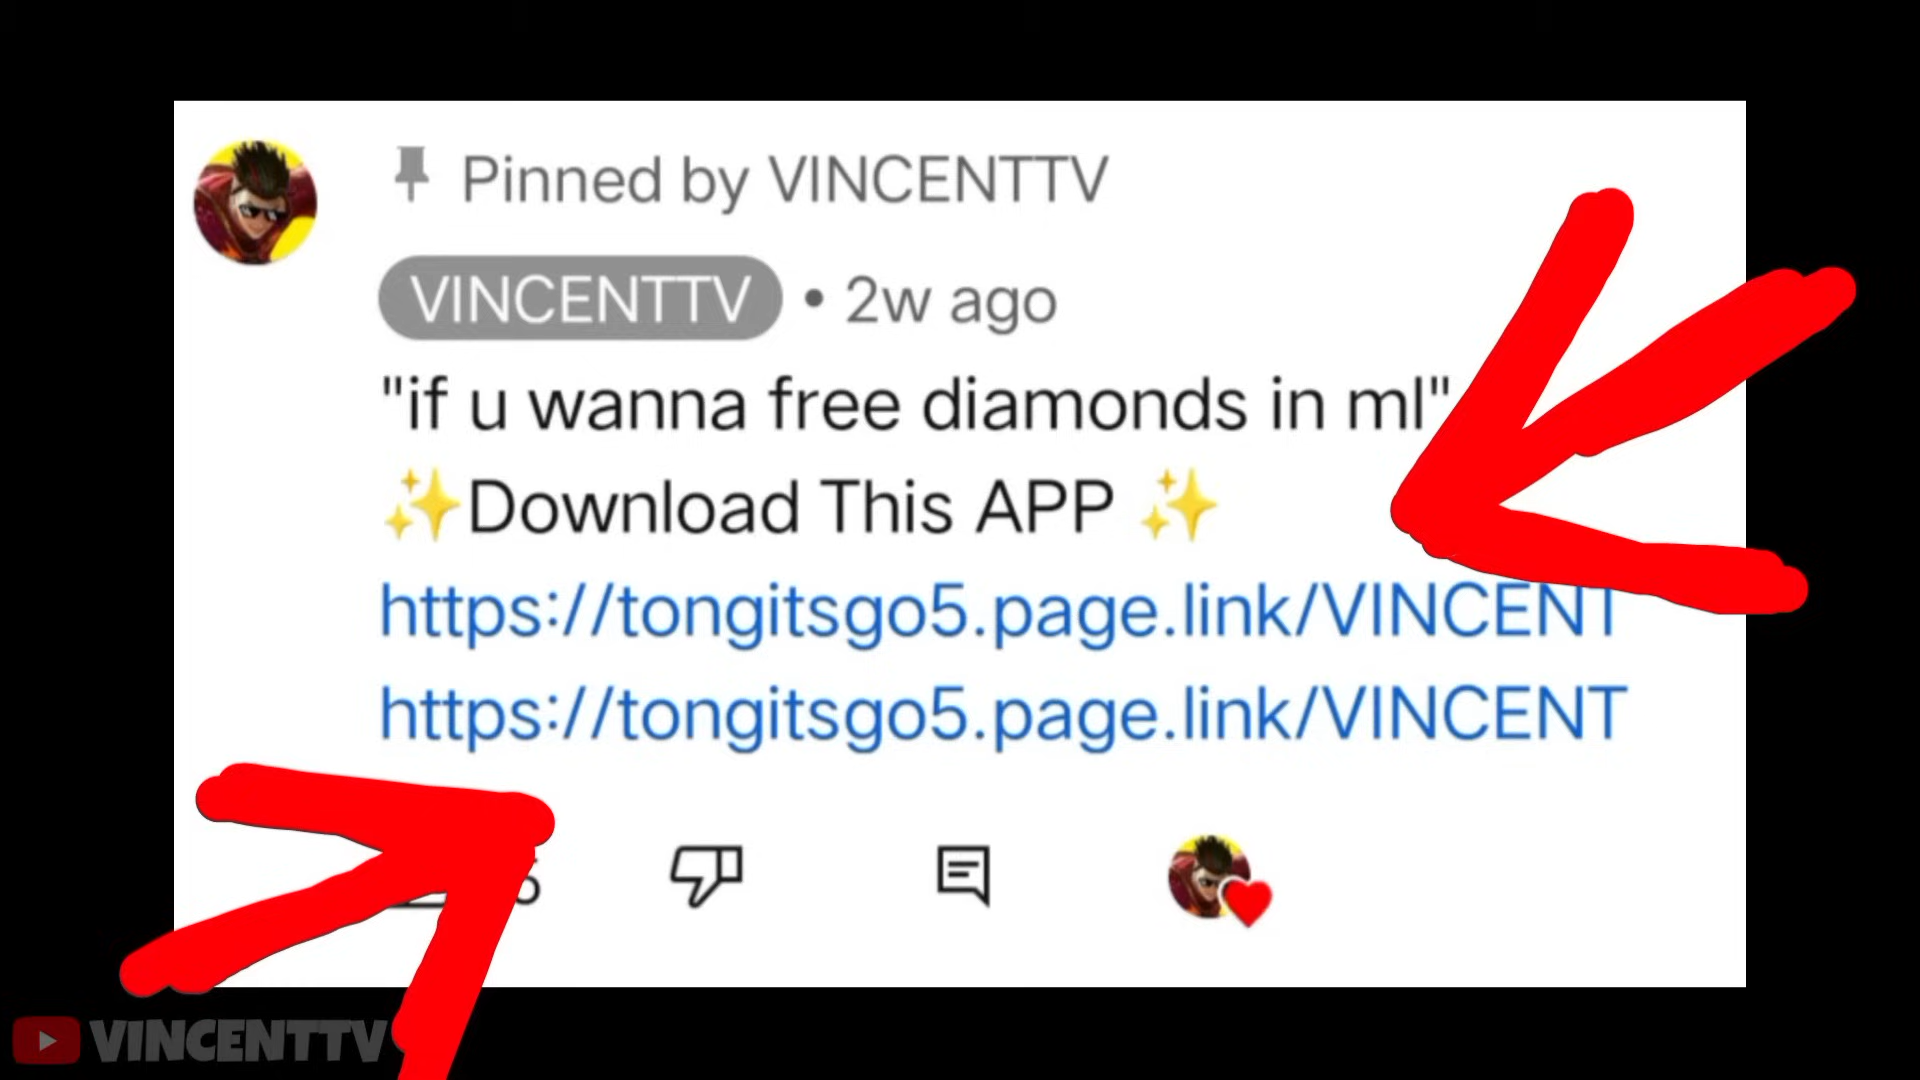 Pinned by VINCENTTV
VINCENTTV • 2w ago
"if u wanna free diamonds in ml"
✨Download This APP ✨
https://tongitsgo5.page.link/VINCENT
https://tongitsgo5.page.link/VINCENT
VINCENTTV